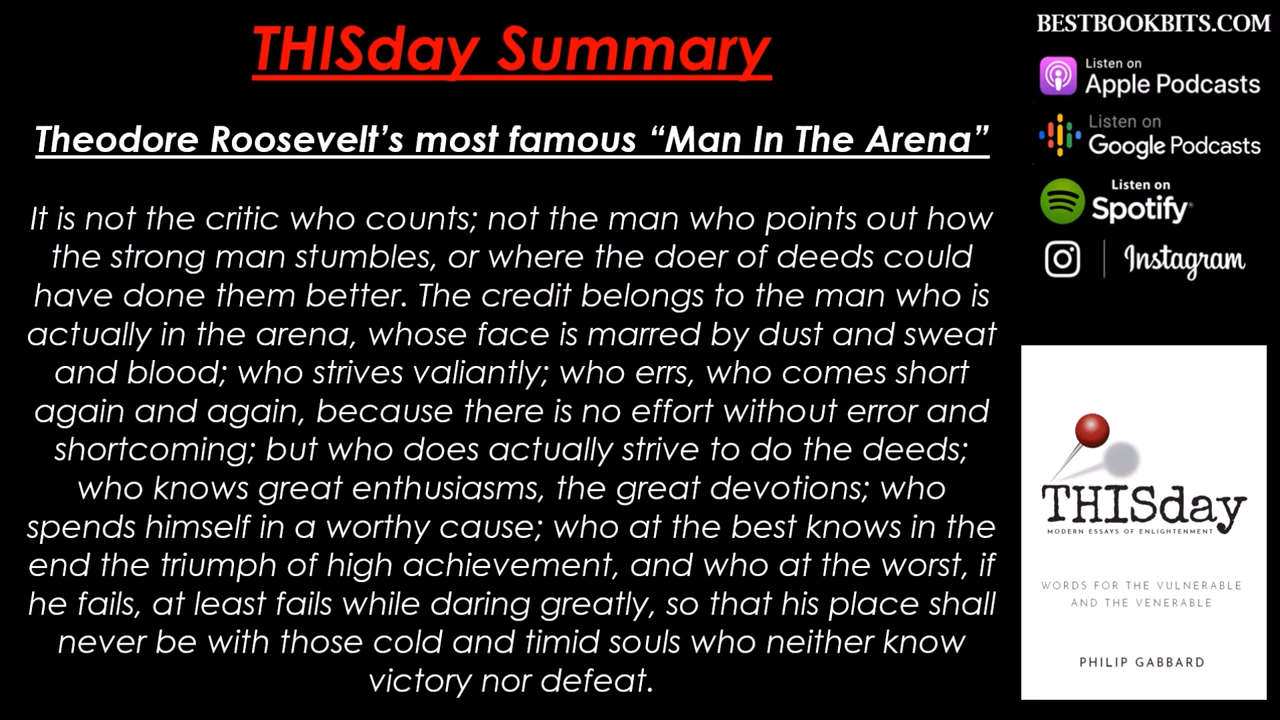 THISday Summary
Theodore Roosevelt’s most famous “Man In The Arena”
It is not the critic who counts; not the man who points out how
the strong man stumbles, or where the doer of deeds could
have done them better. The credit belongs to the man who is
actually in the arena, whose face is marred by dust and sweat
and blood; who strives valiantly; who errs, who comes short
again and again, because there is no effort without error and
shortcoming; but who does actually strive to do the deeds;
who knows great enthusiasms, the great devotions; who
spends himself in a worthy cause; who at the best knows in the
end the triumph of high achievement, and who at the worst, if
he fails, at least fails while daring greatly, so that his place shall
never be with those cold and timid souls who neither know
victory nor defeat.
BESTBOOKBITS.COM
Listen on
Apple Podcasts
Listen on
Google Podcasts
Listen on
Spotify
Instagram
THISday
MODERN ESSAYS OF ENLIGHTENMENT
WORDS FOR THE VULNERABLE
AND THE VENERABLE
PHILIP GABBARD